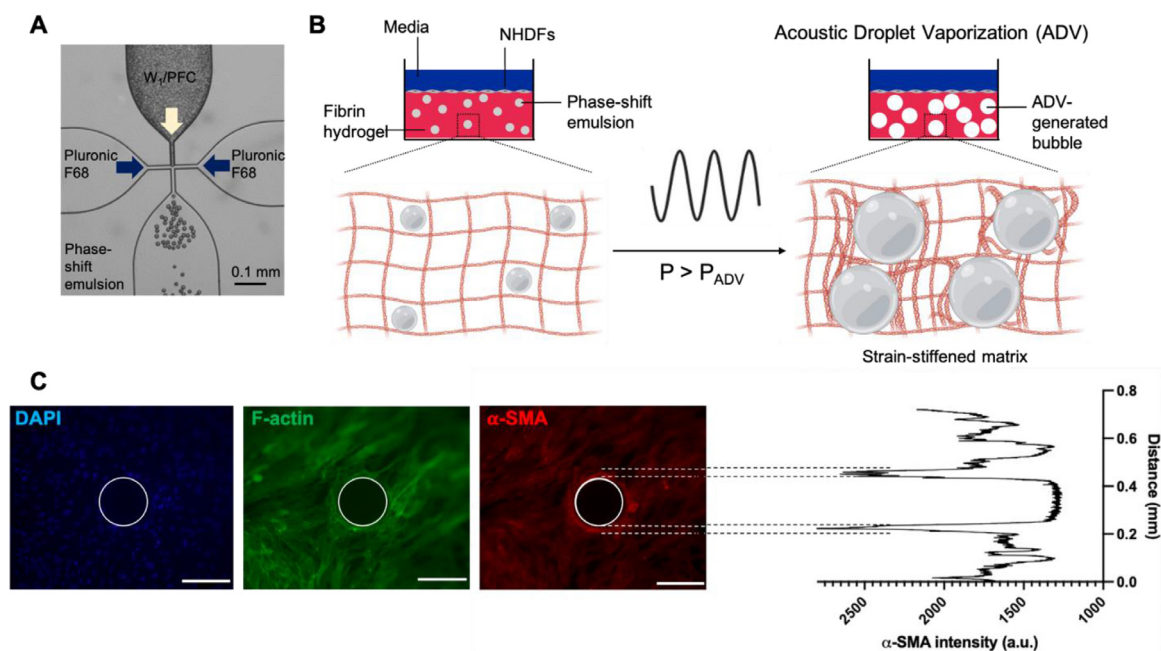 A
W₁/PFC
Pluronic
F68
Pluronic
F68
Phase-
shift
emulsion
0.1 mm
B
Media
NHDFs
Fibrin
hydrogel
Phase-shift
emulsion
Acoustic Droplet Vaporization (ADV)
ADV-
generated
bubble
P > P_ADV
Strain-stiffened matrix
C
DAPI
F-actin
α-SMA
0.8
0.6
0.4
0.2
0.0
Distance (mm)
2500
2000
1500
1000
α-SMA intensity (a.u.)